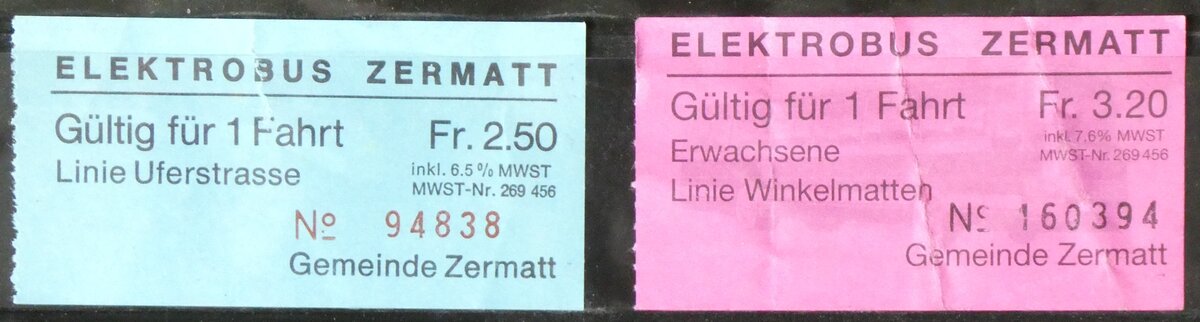 ELEKTROBUS ZERMATT
Gültig für 1 Fahrt Fr. 2.50
Linie Uferstrasse inkl. 6.5% MWST
MWST-Nr. 269 456
Nº 94838
Gemeinde Zermatt
ELEKTROBUS ZERMATT
Gültig für 1 Fahrt Fr. 3.20
inkl. 7,6% MWST
Erwachsene MWST-Nr. 269 456
Linie Winkelmatten
Nº 160394
Gemeinde Zermatt